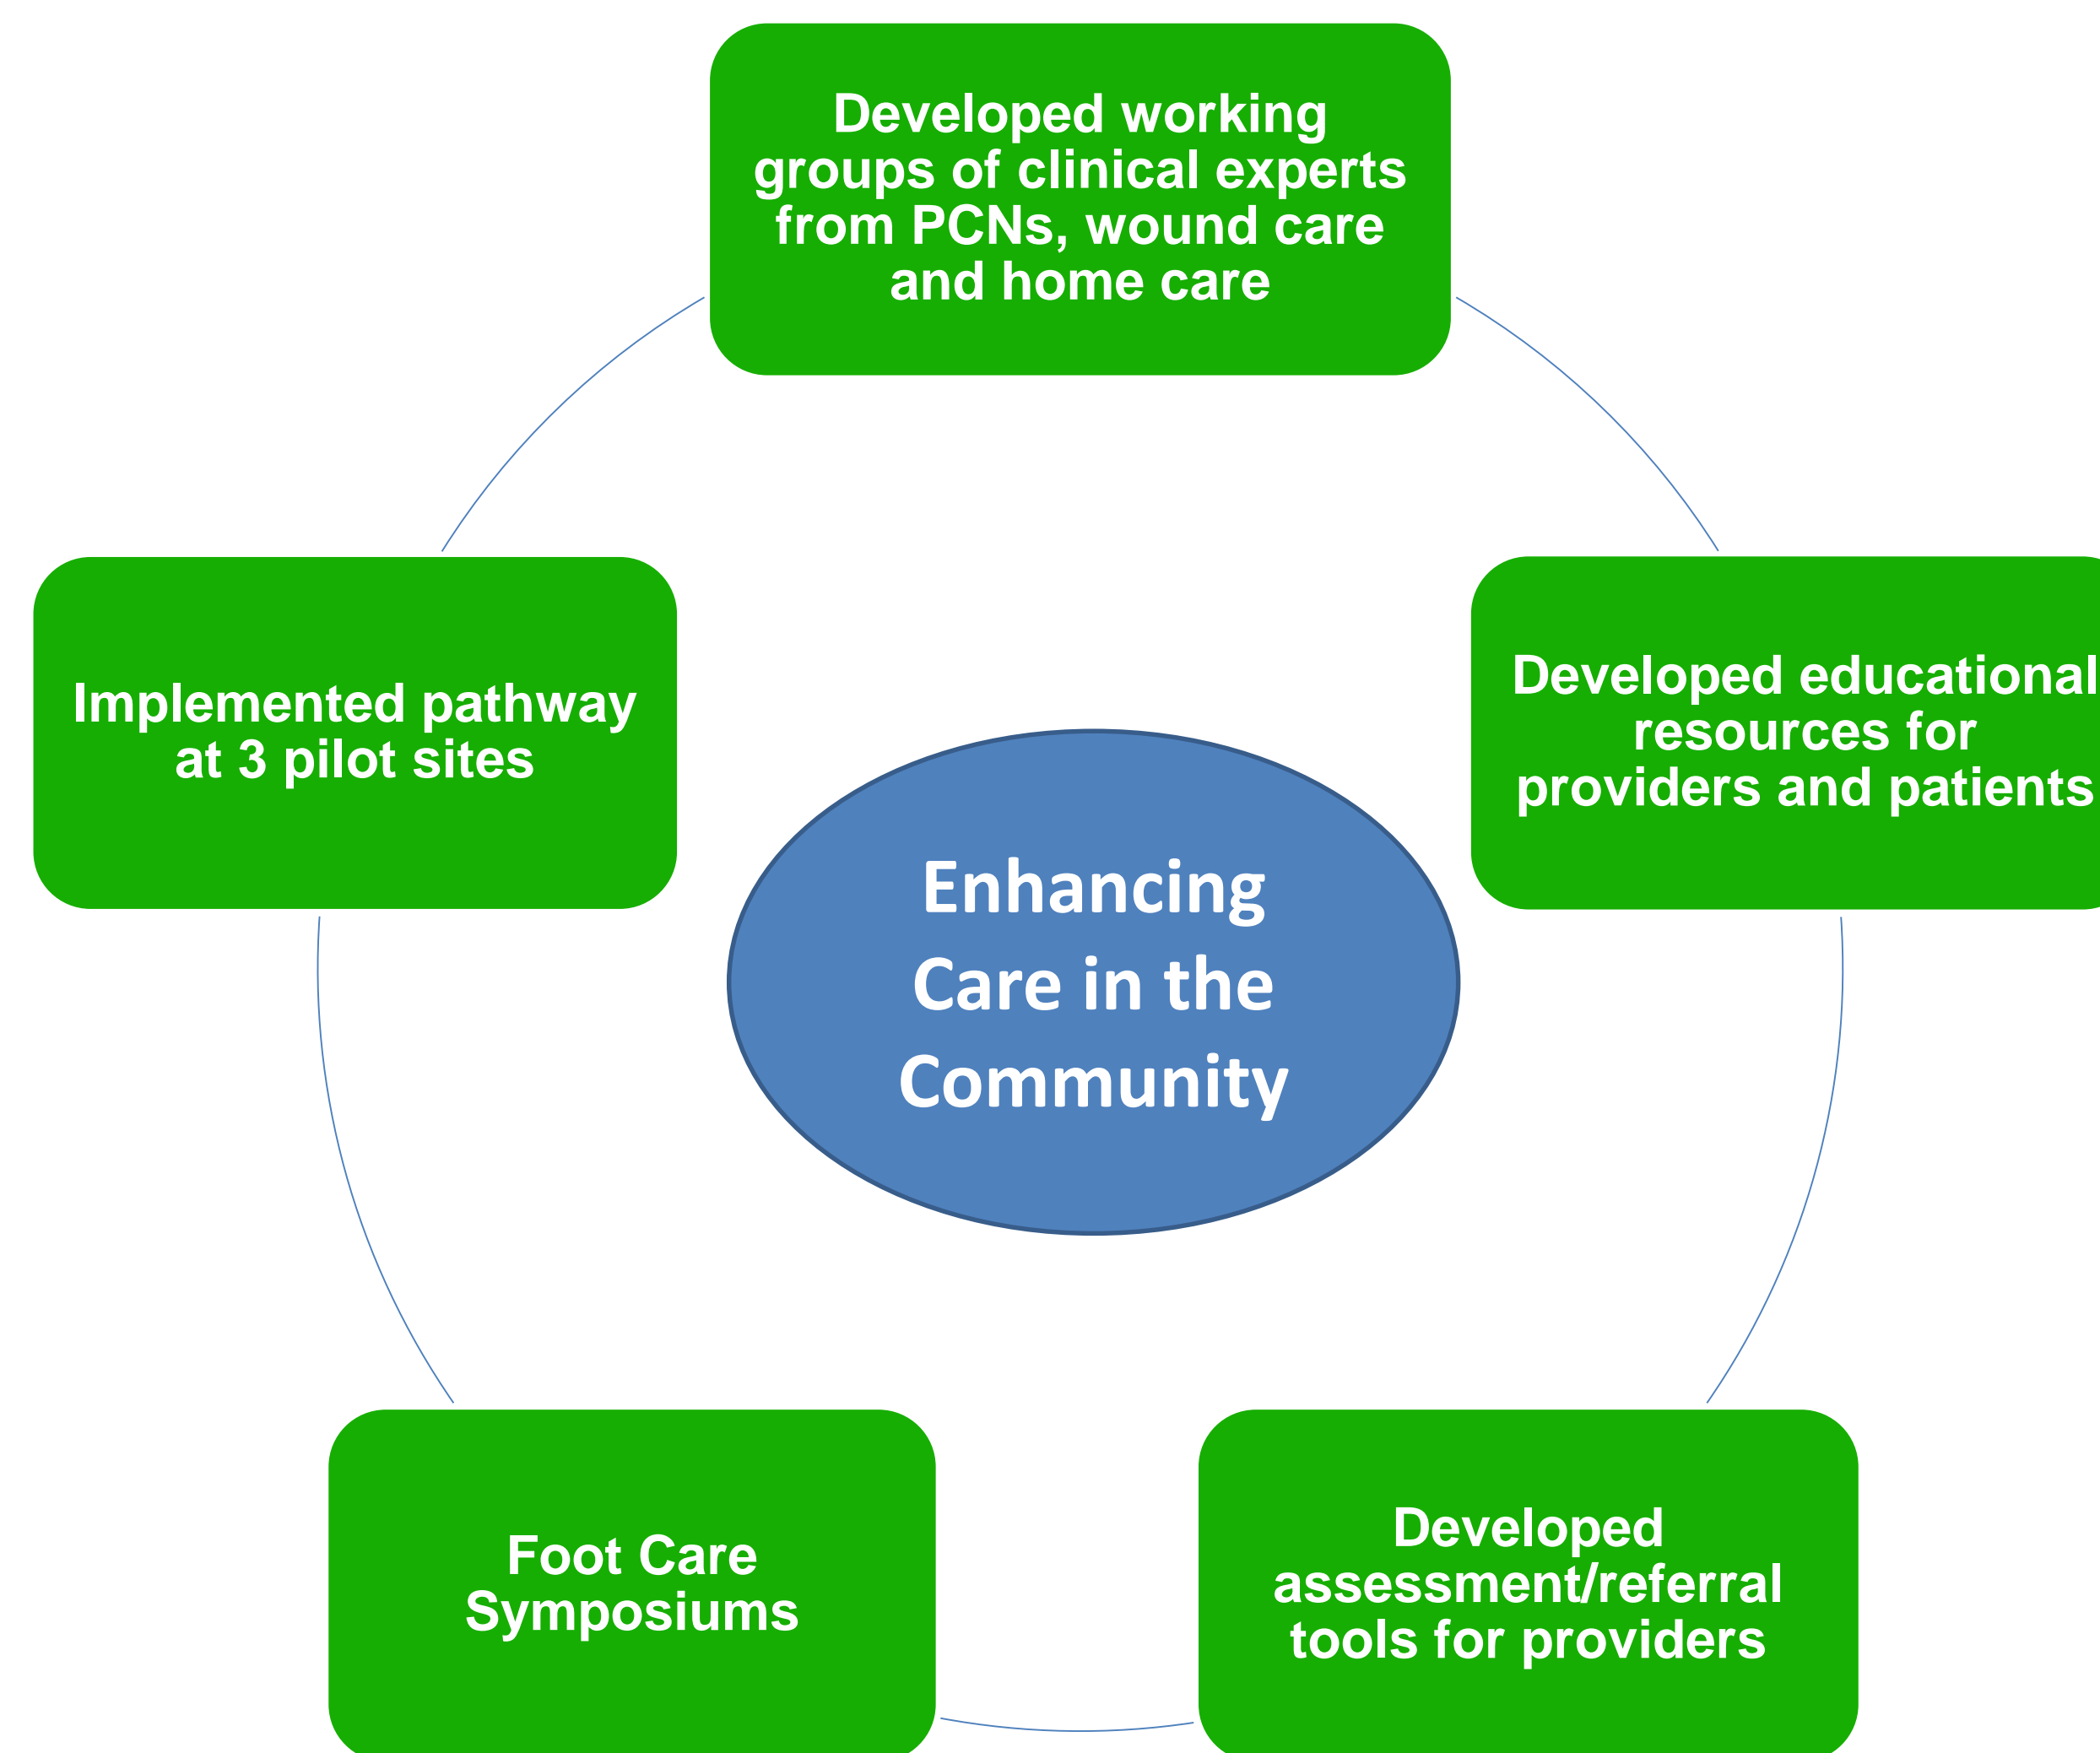 Developed working
groups of clinical experts
from PCNs, wound care
and home care
Implemented pathway
at 3 pilot sites
Developed educational
resources for
providers and patients
Enhancing
Care in the
Community
Foot Care
Symposiums
Developed
assessment/referral
tools for providers